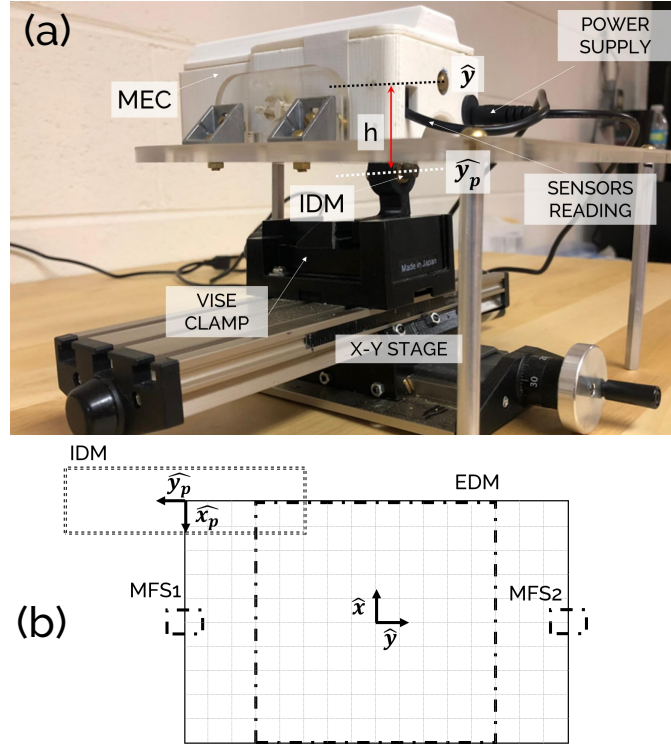 (a)
POWER
SUPPLY
MEC
ŷ
h
ŷₚ
IDM
SENSORS
READING
Made in Japan
VISE
CLAMP
X-Y STAGE
30
IDM
EDM
ŷₚ
x̂ₚ
MFS1
MFS2
x̂
ŷ
(b)